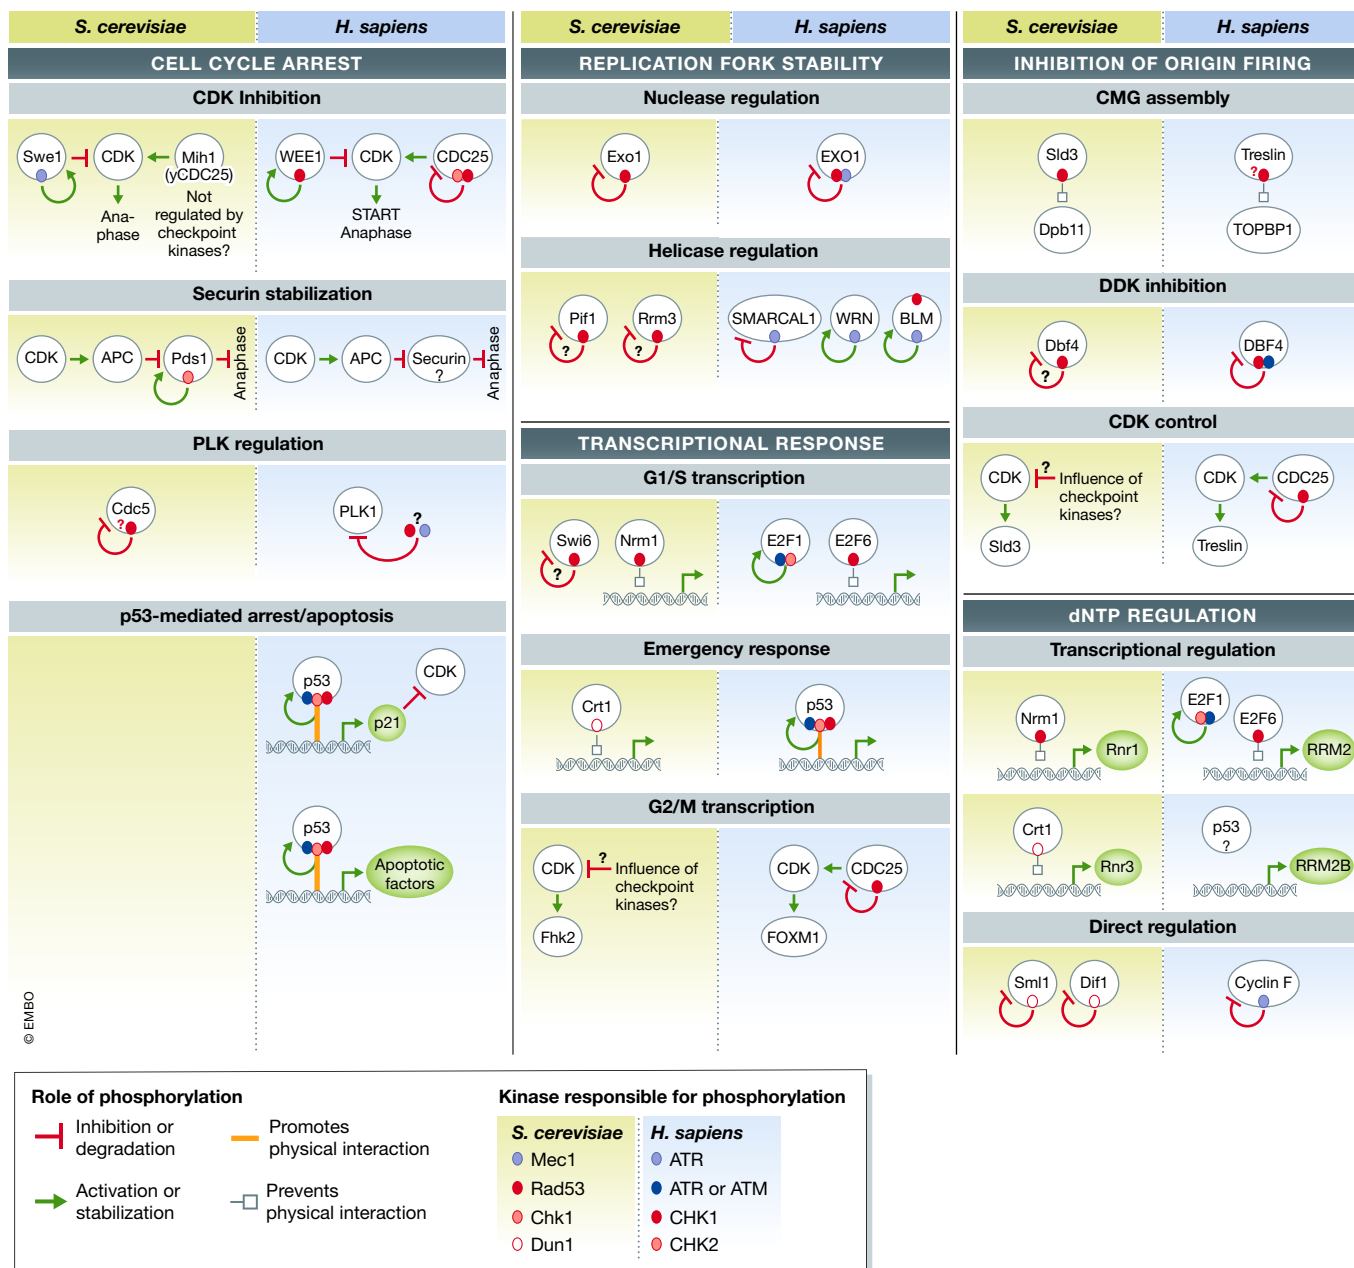 S. cerevisiae
H. sapiens
CELL CYCLE ARREST
CDK Inhibition
Swe1
CDK
Mih1
(yCDC25)
Ana-
phase
Not
regulated by
checkpoint
kinases?
WEE1
CDK
CDC25
START
Anaphase
Securin stabilization
CDK
APC
Pds1
Anaphase
CDK
APC
Securin
?
Anaphase
PLK regulation
Cdc5
?
PLK1
?
p53-mediated arrest/apoptosis
p53
p21
CDK
p53
Apoptotic
factors
© EMBO
S. cerevisiae
H. sapiens
REPLICATION FORK STABILITY
Nuclease regulation
Exo1
EXO1
Helicase regulation
Pif1
?
Rrm3
?
SMARCAL1
WRN
BLM
TRANSCRIPTIONAL RESPONSE
G1/S transcription
Swi6
?
Nrm1
E2F1
E2F6
Emergency response
Crt1
p53
G2/M transcription
CDK
?
Influence of
checkpoint
kinases?
Fhk2
CDK
CDC25
FOXM1
S. cerevisiae
H. sapiens
INHIBITION OF ORIGIN FIRING
CMG assembly
Sld3
Dpb11
Treslin
?
TOPBP1
DDK inhibition
Dbf4
?
DBF4
CDK control
CDK
?
Influence of
checkpoint
kinases?
Sld3
CDK
CDC25
Treslin
dNTP REGULATION
Transcriptional regulation
Nrm1
Rnr1
E2F1
E2F6
RRM2
Crt1
Rnr3
p53
?
RRM2B
Direct regulation
Sml1
Dif1
Cyclin F
Role of phosphorylation
Inhibition or
degradation
Promotes
physical interaction
Activation or
stabilization
Prevents
physical interaction
Kinase responsible for phosphorylation
S. cerevisiae
H. sapiens
Mec1
ATR
Rad53
ATR or ATM
Chk1
CHK1
Dun1
CHK2